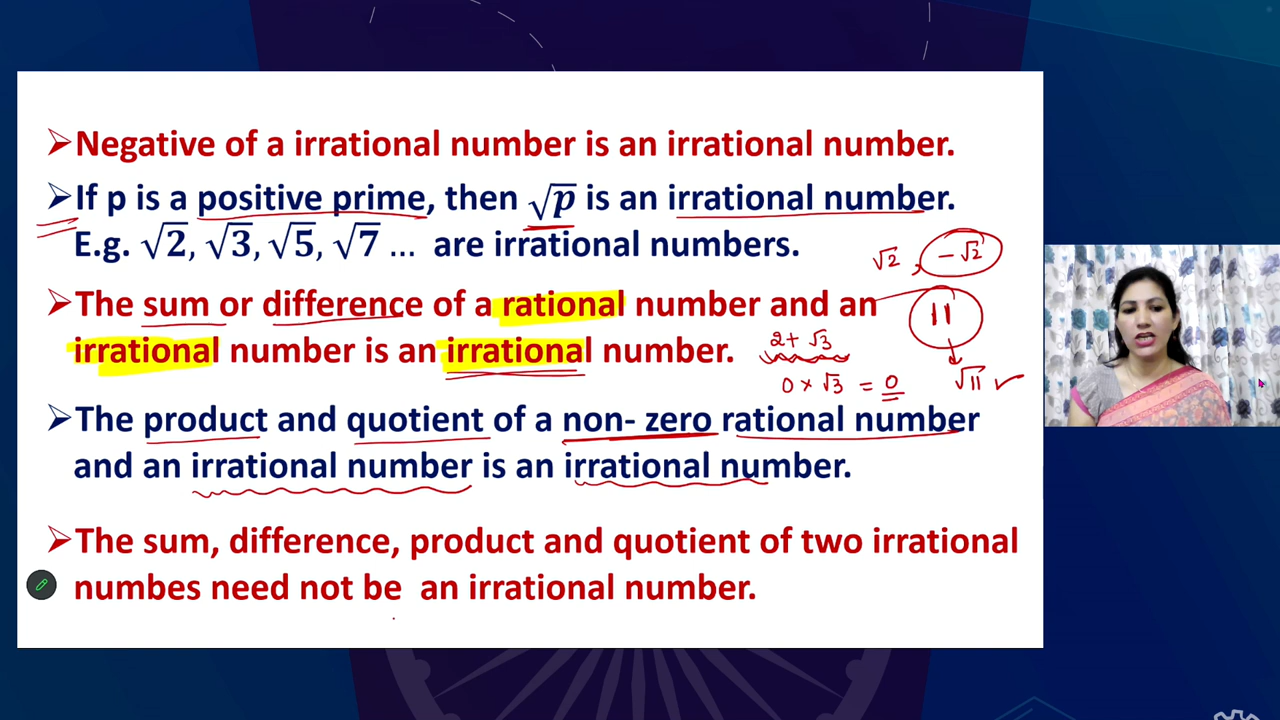 ➢Negative of a irrational number is an irrational number.
➢If p is a positive prime, then √p is an irrational number.
E.g. √2, √3, √5, √7 ... are irrational numbers.
√2 , -√2
➢The sum or difference of a rational number and an
11
irrational number is an irrational number.
2+√3
0 × √3 = 0
√11 ✓
➢The product and quotient of a non- zero rational number
and an irrational number is an irrational number.
➢The sum, difference, product and quotient of two irrational
numbes need not be an irrational number.